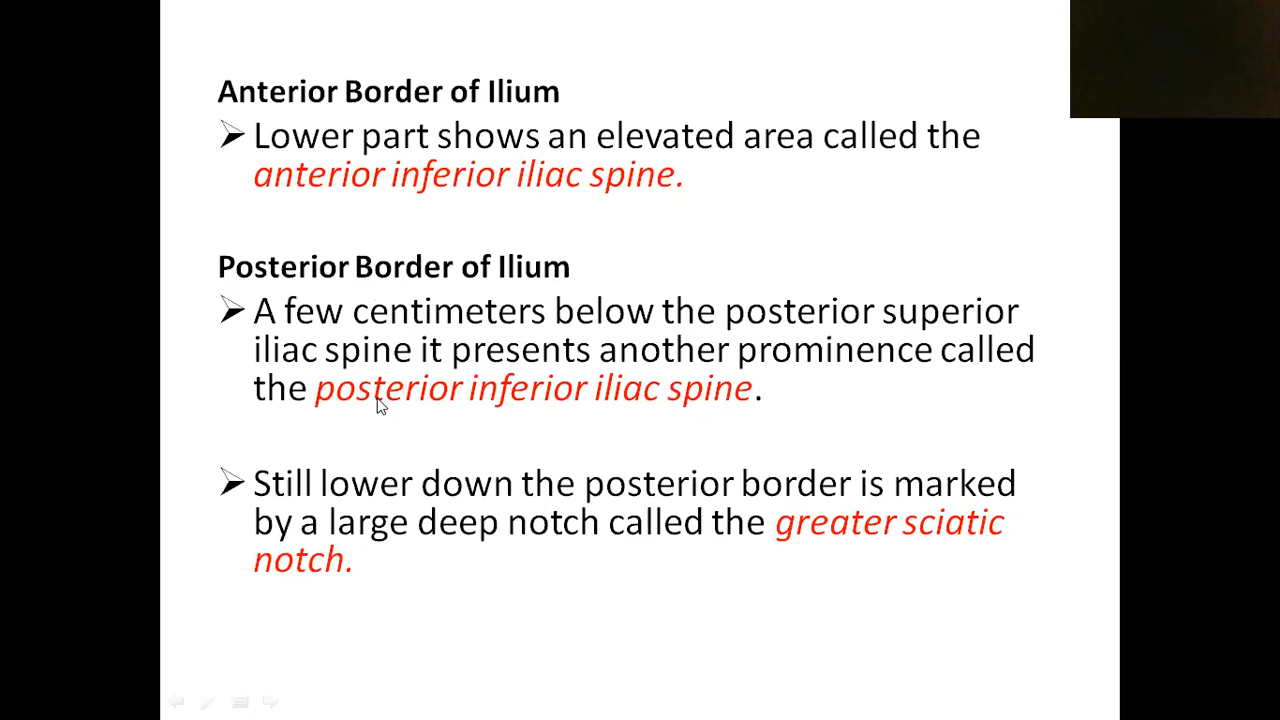 Anterior Border of Ilium
Lower part shows an elevated area called the
anterior inferior iliac spine.
Posterior Border of Ilium
A few centimeters below the posterior superior
iliac spine it presents another prominence called
the posterior inferior iliac spine.
Still lower down the posterior border is marked
by a large deep notch called the greater sciatic
notch.